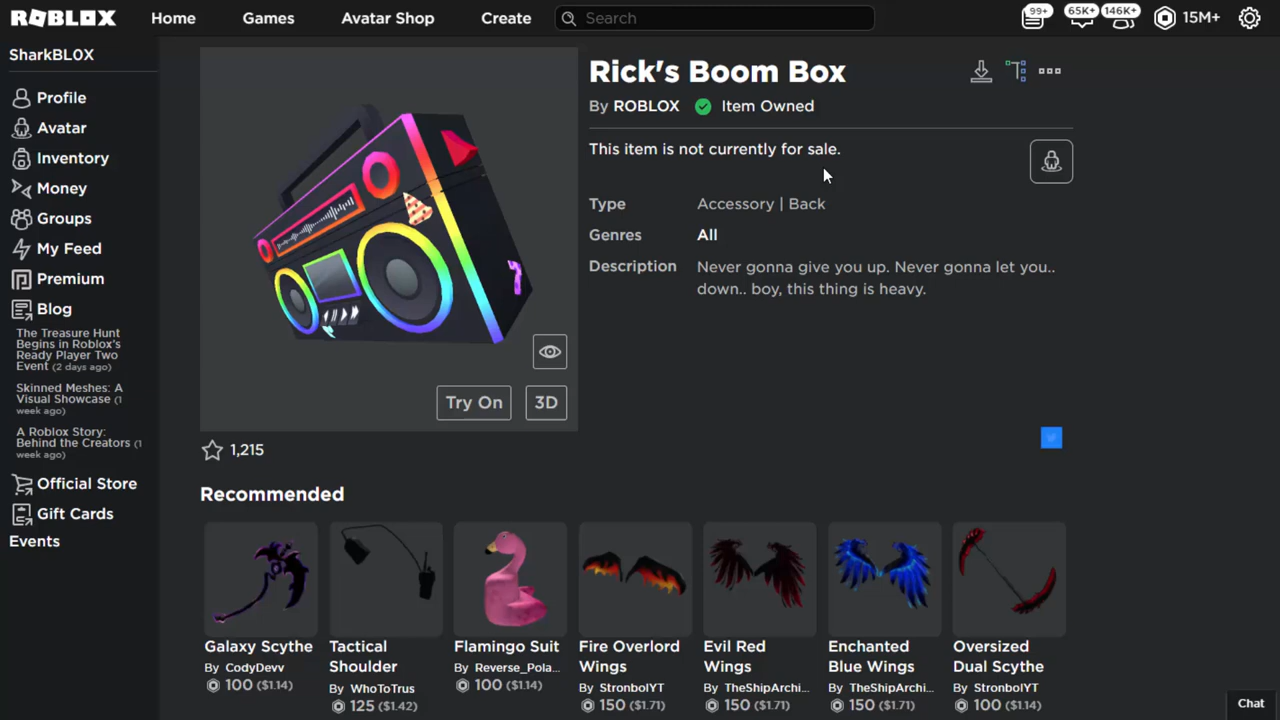 ROBLOX
Home
Games
Avatar Shop
Create
Search
99+
65K+
146K+
15M+
SharkBL0X
Profile
Avatar
Inventory
Money
Groups
My Feed
Premium
Blog
The Treasure Hunt
Begins in Roblox's
Ready Player Two
Event (2 days ago)
Skinned Meshes: A
Visual Showcase (1
week ago)
A Roblox Story:
Behind the Creators (1
week ago)
Official Store
Gift Cards
Events
Rick's Boom Box
By ROBLOX
Item Owned
This item is not currently for sale.
Type
Accessory | Back
Genres
All
Description
Never gonna give you up. Never gonna let you..
down.. boy, this thing is heavy.
Try On
3D
1,215
Recommended
Galaxy Scythe
By CodyDevv
100 ($1.14)
Tactical
Shoulder
By WhoToTrus
125 ($1.42)
Flamingo Suit
By Reverse_Pola...
100 ($1.14)
Fire Overlord
Wings
By StronbolYT
150 ($1.71)
Evil Red
Wings
By TheShipArchi...
150 ($1.71)
Enchanted
Blue Wings
By TheShipArchi...
150 ($1.71)
Oversized
Dual Scythe
By StronbolYT
100 ($1.14)
Chat